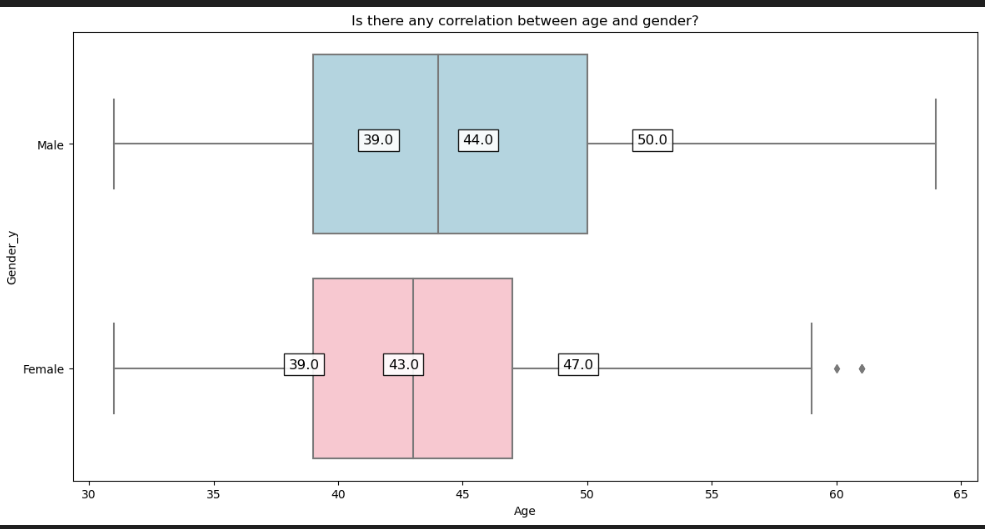 Is there any correlation between age and gender?
Male
39.0 44.0 50.0
Gender_y
Female
39.0 43.0 47.0
30 35 40 45 50 55 60 65
Age